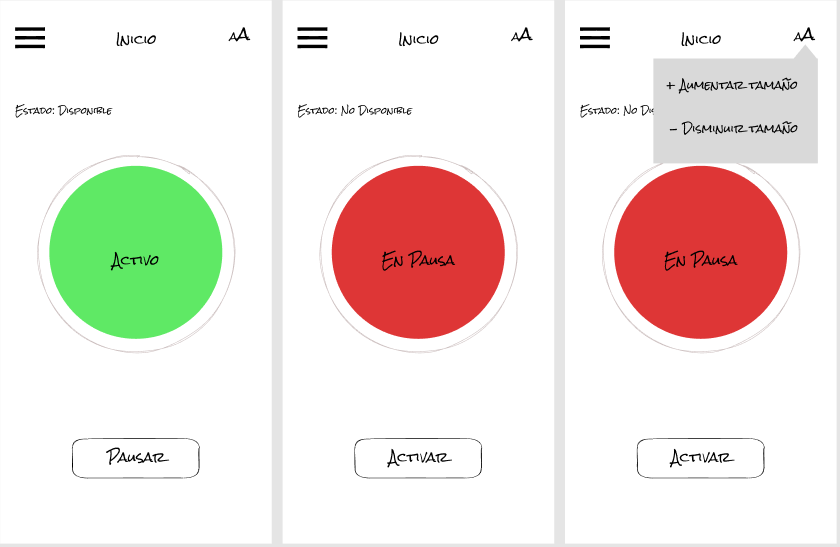 Inicio
AA
Estado: Disponible
Activo
Pausar
Inicio
AA
Estado: No Disponible
En Pausa
Activar
Inicio
AA
+ Aumentar tamaño
- Disminuir tamaño
Estado: No Dis
En Pausa
Activar